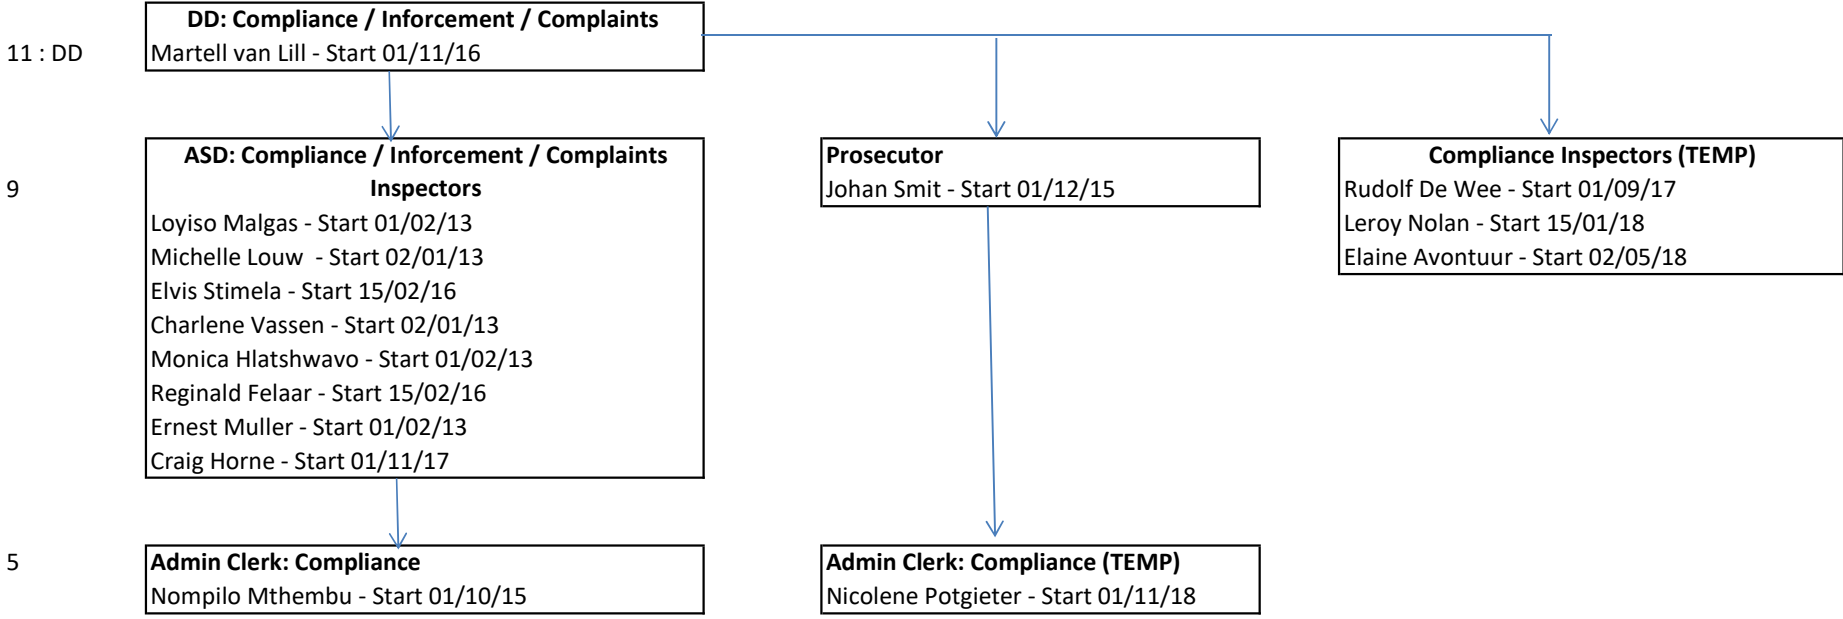 DD: Compliance / Inforcement / Complaints
11 : DD
Martell van Lill - Start 01/11/16
ASD: Compliance / Inforcement / Complaints
Inspectors
9
Loyiso Malgas - Start 01/02/13
Michelle Louw  - Start 02/01/13
Elvis Stimela - Start 15/02/16
Charlene Vassen - Start 02/01/13
Monica Hlatshwavo - Start 01/02/13
Reginald Felaar - Start 15/02/16
Ernest Muller - Start 01/02/13
Craig Horne - Start 01/11/17
Prosecutor
Johan Smit - Start 01/12/15
Compliance Inspectors (TEMP)
Rudolf De Wee - Start 01/09/17
Leroy Nolan - Start 15/01/18
Elaine Avontuur - Start 02/05/18
5
Admin Clerk: Compliance
Nompilo Mthembu - Start 01/10/15
Admin Clerk: Compliance (TEMP)
Nicolene Potgieter - Start 01/11/18